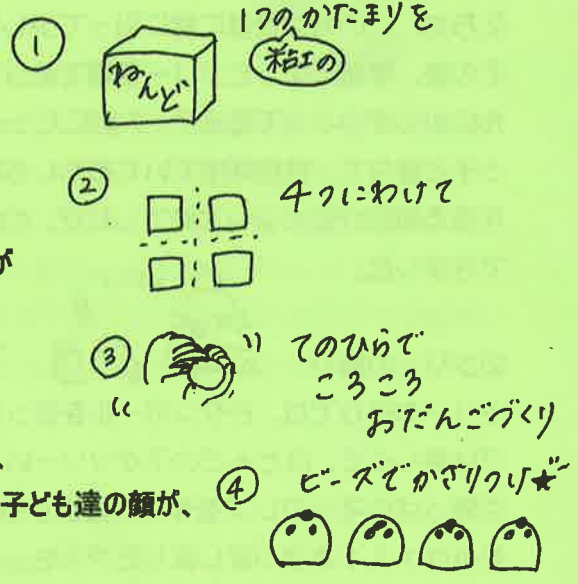 ①
1つのかたまりを
粘土の
ねんど
②
4つにわけて
が
③
てのひらで
ころころ
おだんごづくり
子ども達の顔が、
④
ビーズでかざりつけ★